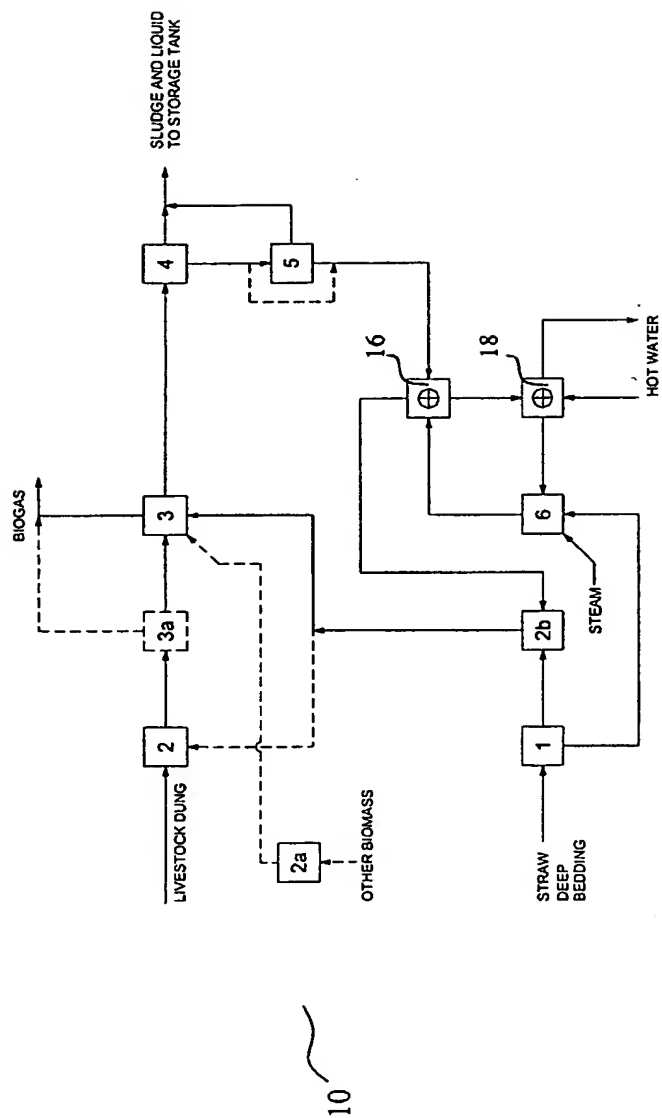 SLUDGE AND LIQUID
TO STORAGE TANK
BIOGAS
4
5
3
3a
2
LIVESTOCK DUNG
16
18
HOT WATER
6
STEAM
2b
2a
OTHER BIOMASS
1
STRAW
DEEP
BEDDING
10